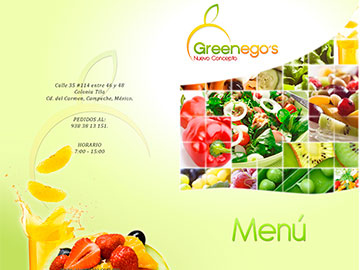 Calle 35 #114 entre 46 y 48
Colonia Tila
Cd. del Carmen, Campeche, México.
PEDIDOS AL:
938 38 13 151.
HORARIO
7:00 - 15:00
Greenego's
Nuevo Concepto
Menú